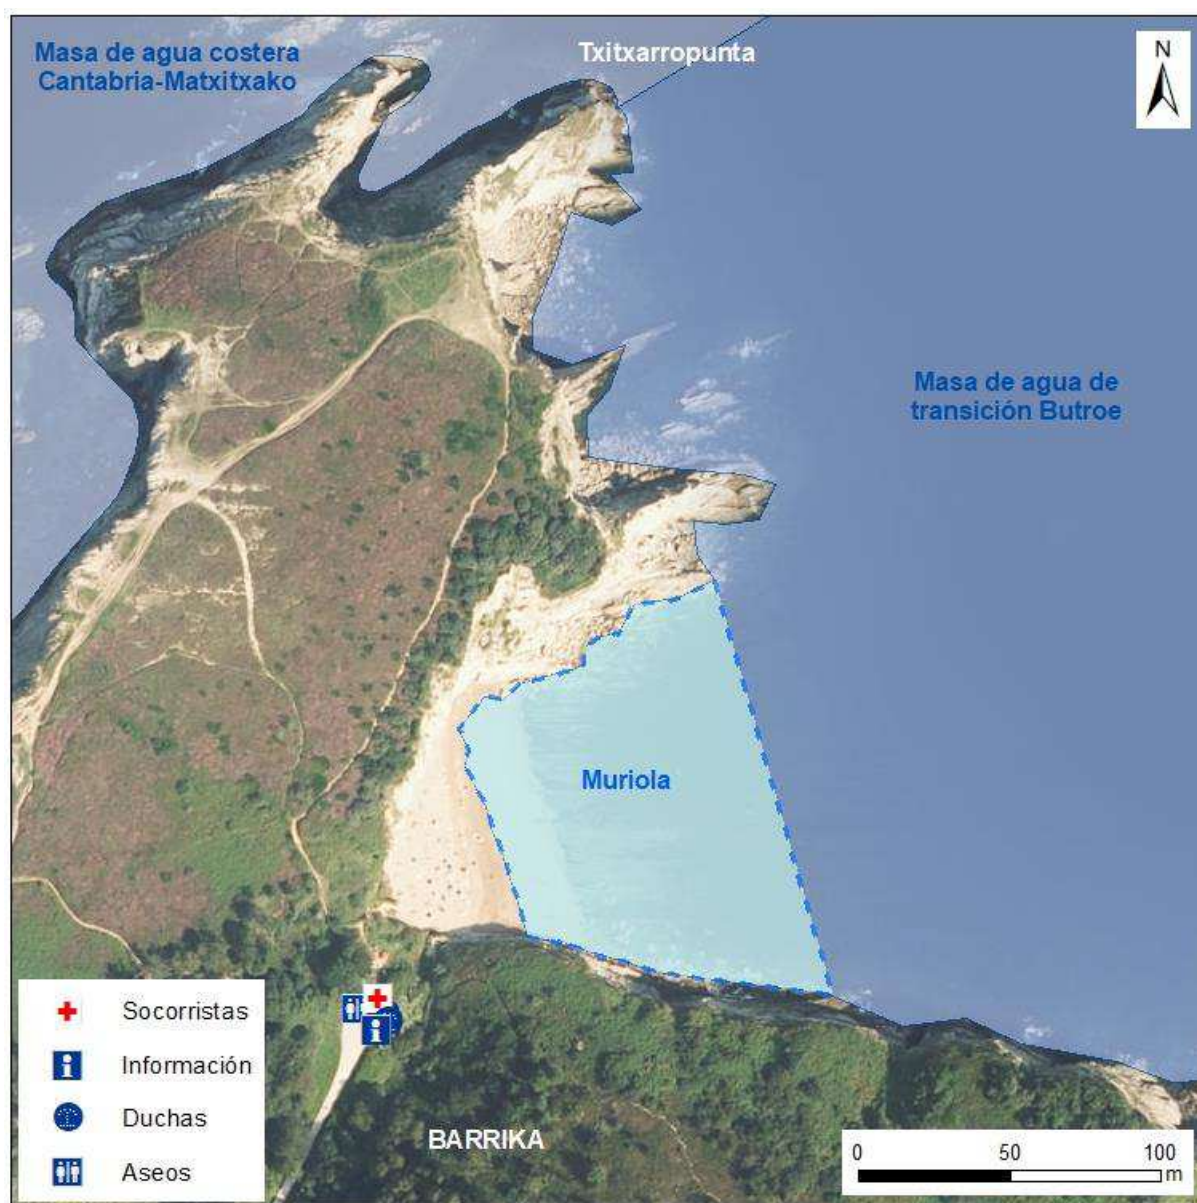 Masa de agua costera
Cantabria-Matxitxako
Txitxarropunta
N
Masa de agua de
transición Butroe
Muriola
Socorristas
Información
Duchas
Aseos
BARRIKA
0 50 100
m